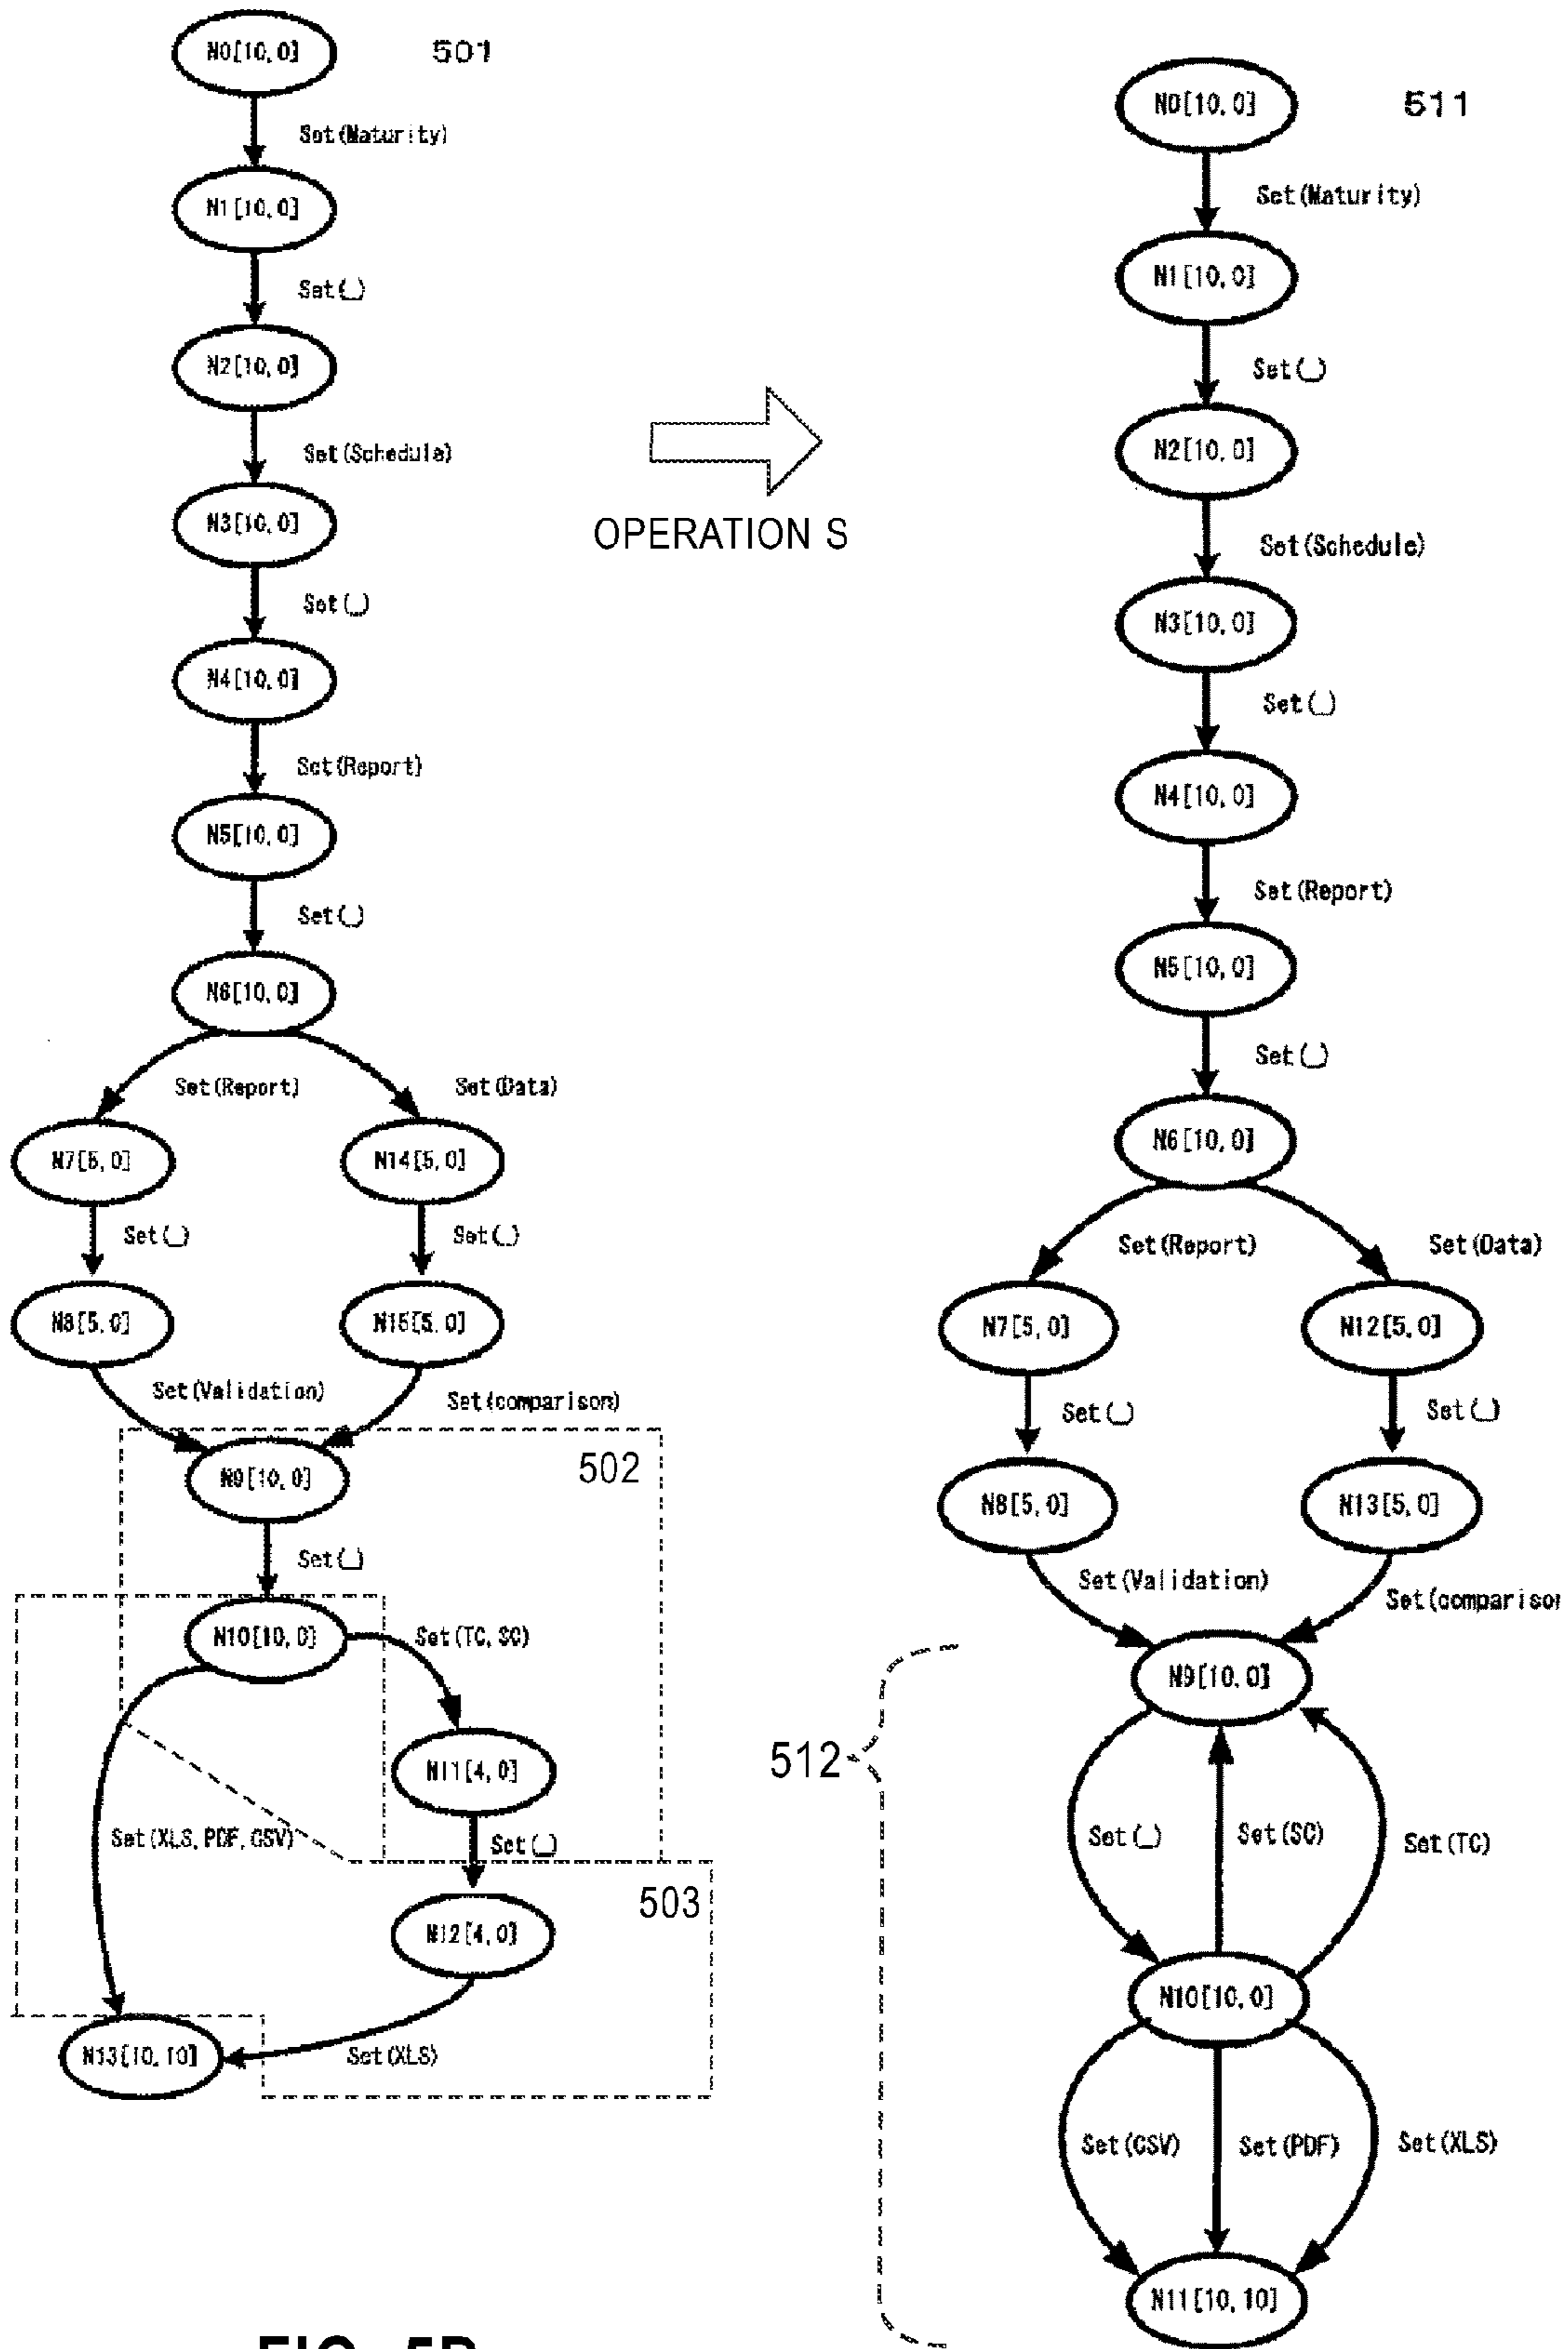 N0[10,0]
501
Set(Maturity)
N1[10,0]
Set(_)
N2[10,0]
Set(Schedule)
N3[10,0]
Set(_)
N4[10,0]
Set(Report)
N5[10,0]
Set(_)
N6[10,0]
Set(Report)
Set(Data)
N7[5,0]
N14[5,0]
Set(_)
Set(_)
N8[5,0]
N15[5,0]
Set(Validation)
Set(comparison)
N9[10,0]
502
Set(_)
N10[10,0]
Set(TC,SC)
N11[4,0]
Set(XLS,PDF,CSV)
Set(_)
503
N12[4,0]
N13[10,10]
Set(XLS)
OPERATION S
N0[10,0]
511
Set(Maturity)
N1[10,0]
Set(_)
N2[10,0]
Set(Schedule)
N3[10,0]
Set(_)
N4[10,0]
Set(Report)
N5[10,0]
Set(_)
N6[10,0]
Set(Report)
Set(Data)
N7[5,0]
N12[5,0]
Set(_)
Set(_)
N8[5,0]
N13[5,0]
Set(Validation)
Set(comparison
N9[10,0]
512
Set(_)
Set(SC)
Set(TC)
N10[10,0]
Set(CSV)
Set(PDF)
Set(XLS)
N11[10,10]